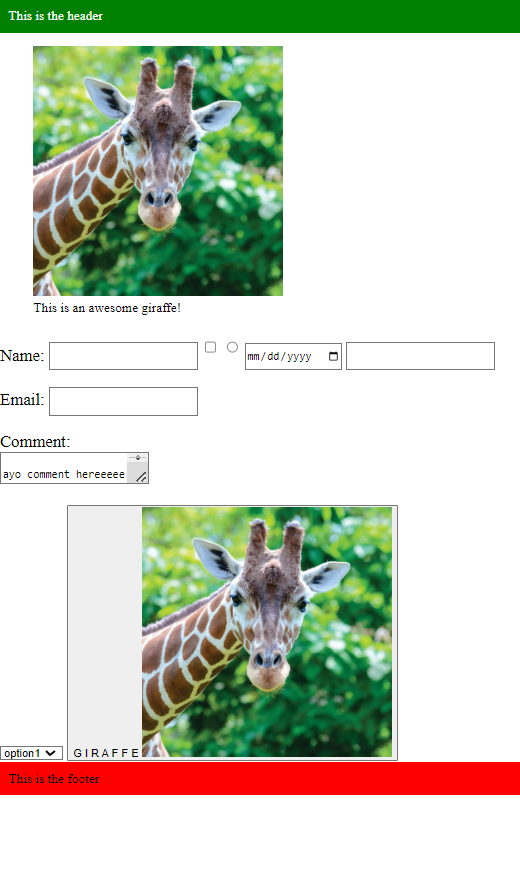 This is the header
This is an awesome giraffe!
Name: mm/dd/yyyy
Email:
Comment:
ayo comment hereeeee
option1 GIRAFFE
This is the footer